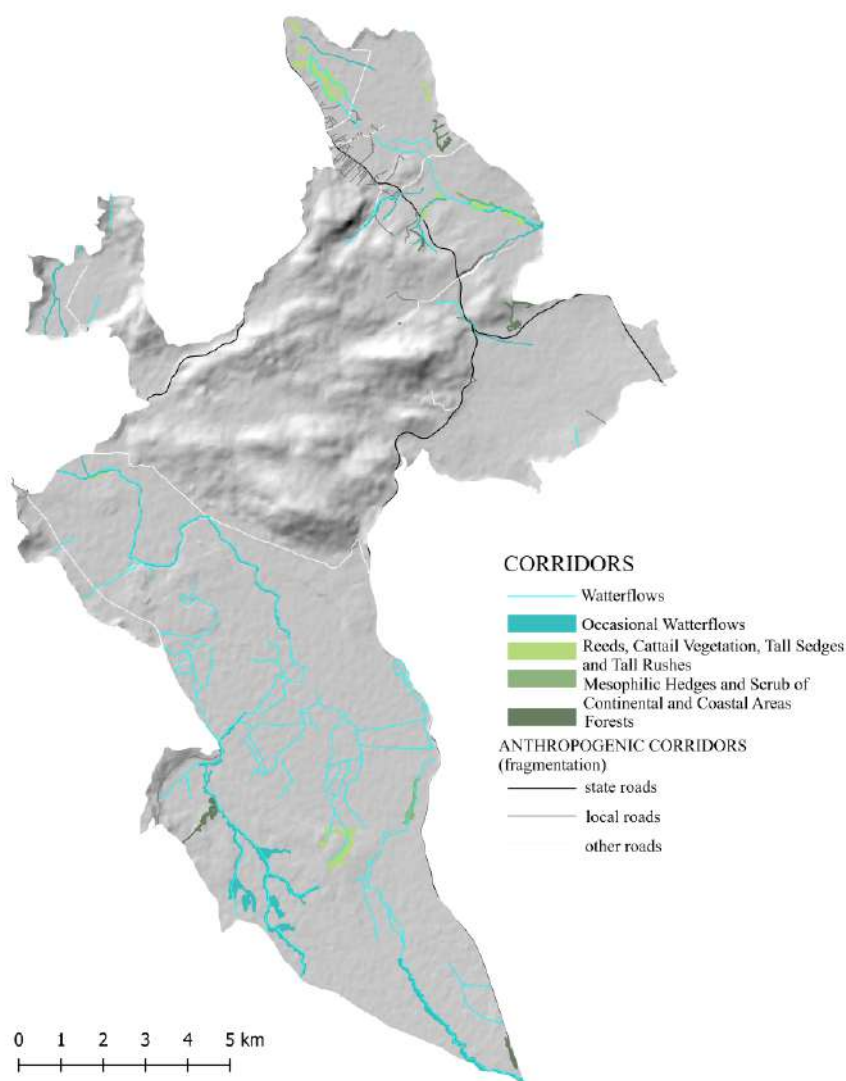 CORRIDORS
Watterflows
Occasional Watterflows
Reeds, Cattail Vegetation, Tall Sedges
and Tall Rushes
Mesophilic Hedges and Scrub of
Continental and Coastal Areas
Forests
ANTHROPOGENIC CORRIDORS
(fragmentation)
state roads
local roads
other roads
0 1 2 3 4 5 km